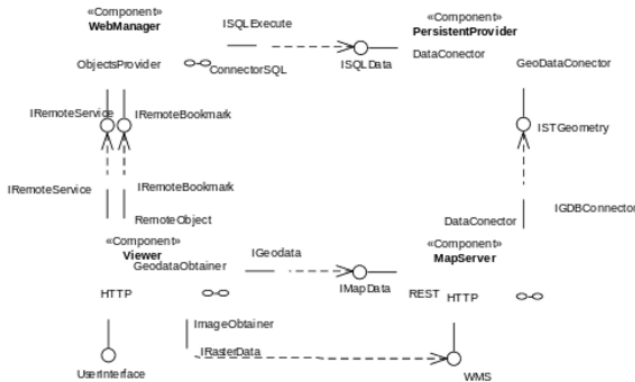 «Component»
WebManager
ISQLExecute
«Component»
PersistentProvider
ObjectsProvider
ConnectorSQL
ISQLData
DataConector
GeoDataConector
IRemoteService
IRemoteBookmark
ISTGeometry
IRemoteService
IRemoteBookmark
RemoteObject
DataConector
IGDBConnector
«Component»
Viewer
GeodataObtainer
IGeodata
«Component»
MapServer
HTTP
IMapData
REST
HTTP
ImageObtainer
IRasterData
UserInterface
WMS